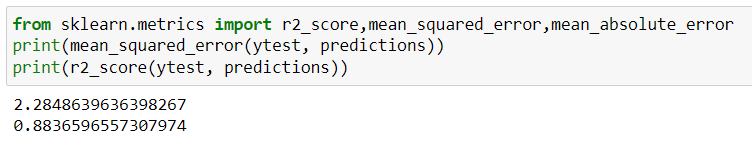 from sklearn.metrics import r2_score,mean_squared_error,mean_absolute_error
print(mean_squared_error(ytest, predictions))
print(r2_score(ytest, predictions))
2.2848639636398267
0.8836596557307974